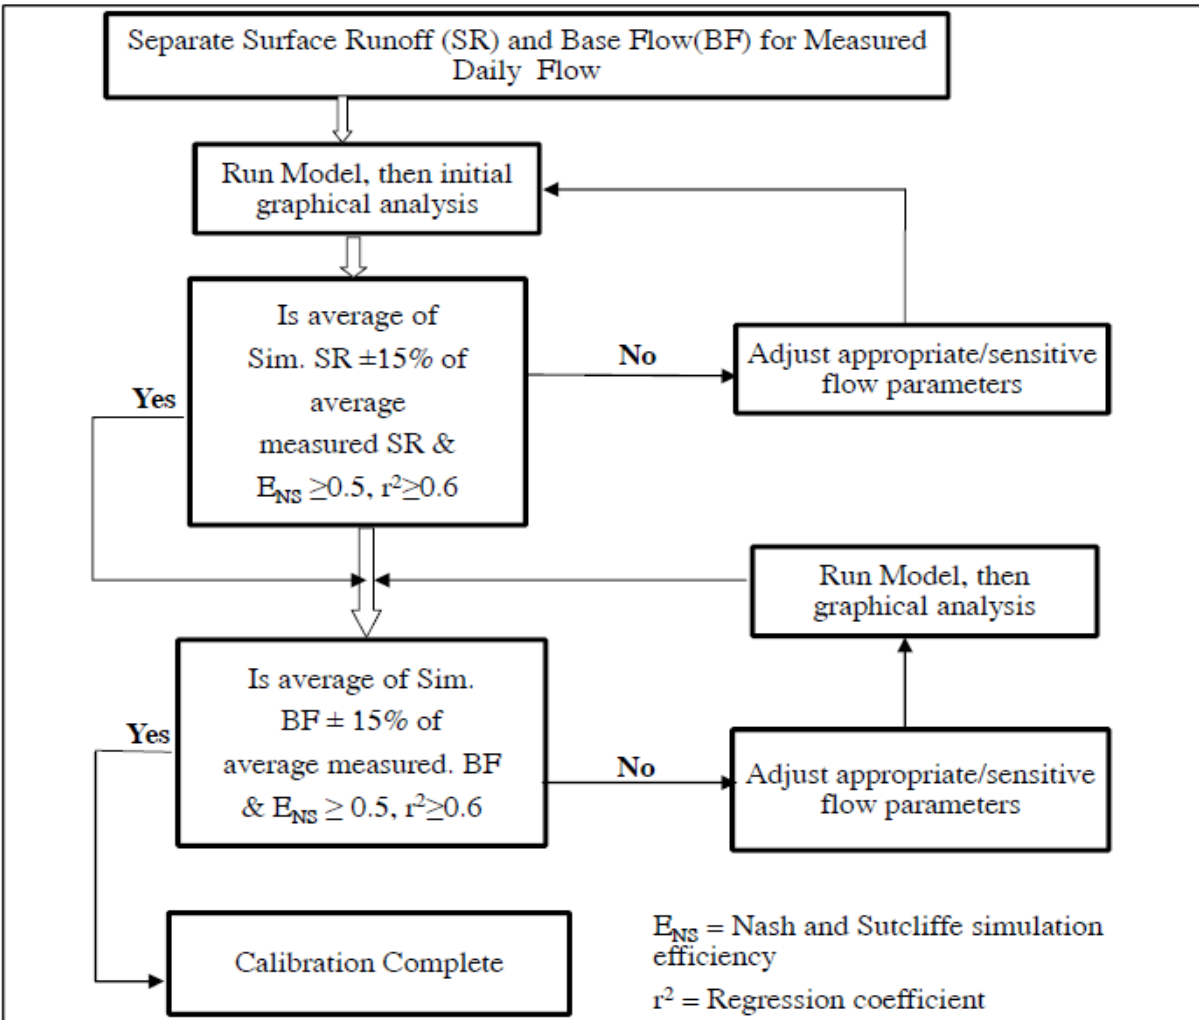 Separate Surface Runoff (SR) and Base Flow(BF) for Measured
Daily Flow
Run Model, then initial
graphical analysis
Is average of
Sim. SR ±15% of
average
measured SR &
E_NS ≥0.5, r²≥0.6
No
Adjust appropriate/sensitive
flow parameters
Yes
Run Model, then
graphical analysis
Is average of Sim.
BF ± 15% of
average measured. BF
& E_NS ≥ 0.5, r²≥0.6
Yes
No
Adjust appropriate/sensitive
flow parameters
Calibration Complete
E_NS = Nash and Sutcliffe simulation
efficiency
r² = Regression coefficient